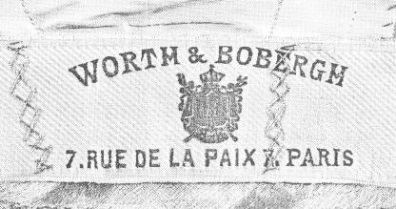 WORTH & BOBERGH
7. RUE DE LA PAIX 7. PARIS